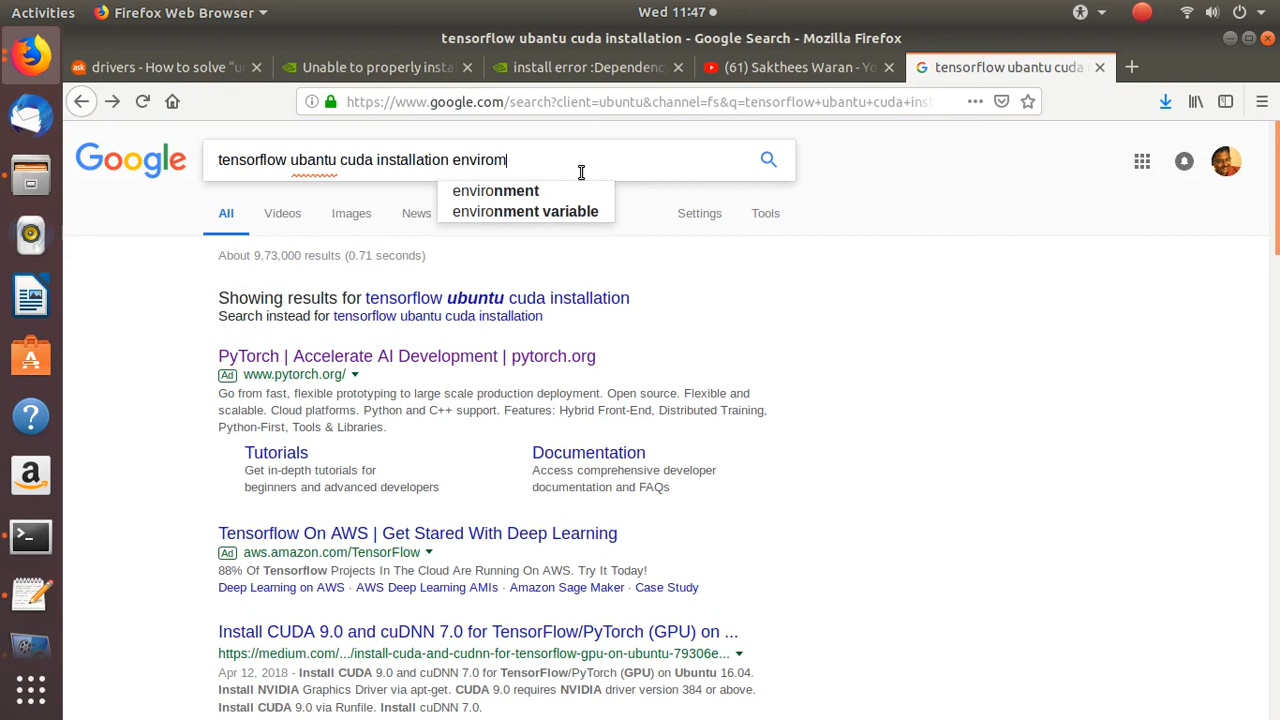 Activities Firefox Web Browser Wed 11:47
tensorflow ubantu cuda installation - Google Search - Mozilla Firefox
drivers - How to solve "u
Unable to properly insta
install error :Dependenc
(61) Sakthees Waran - Yo
tensorflow ubantu cuda
https://www.google.com/search?client=ubuntu&channel=fs&q=tensorflow+ubantu+cuda+inst
Google
tensorflow ubantu cuda installation envirom
environment
environment variable
All Videos Images News Settings Tools
About 9,73,000 results (0.71 seconds)
Showing results for tensorflow ubuntu cuda installation
Search instead for tensorflow ubantu cuda installation
PyTorch | Accelerate AI Development | pytorch.org
Ad www.pytorch.org/
Go from fast, flexible prototyping to large scale production deployment. Open source. Flexible and
scalable. Cloud platforms. Python and C++ support. Features: Hybrid Front-End, Distributed Training,
Python-First, Tools & Libraries.
Tutorials Documentation
Get in-depth tutorials for Access comprehensive developer
beginners and advanced developers documentation and FAQs
Tensorflow On AWS | Get Stared With Deep Learning
Ad aws.amazon.com/TensorFlow
88% Of Tensorflow Projects In The Cloud Are Running On AWS. Try It Today!
Deep Learning on AWS · AWS Deep Learning AMIs · Amazon Sage Maker · Case Study
Install CUDA 9.0 and cuDNN 7.0 for TensorFlow/PyTorch (GPU) on ...
https://medium.com/.../install-cuda-and-cudnn-for-tensorflow-gpu-on-ubuntu-79306e...
Apr 12, 2018 - Install CUDA 9.0 and cuDNN 7.0 for TensorFlow/PyTorch (GPU) on Ubuntu 16.04.
Install NVIDIA Graphics Driver via apt-get. CUDA 9.0 requires NVIDIA driver version 384 or above.
Install CUDA 9.0 via Runfile. Install cuDNN 7.0.